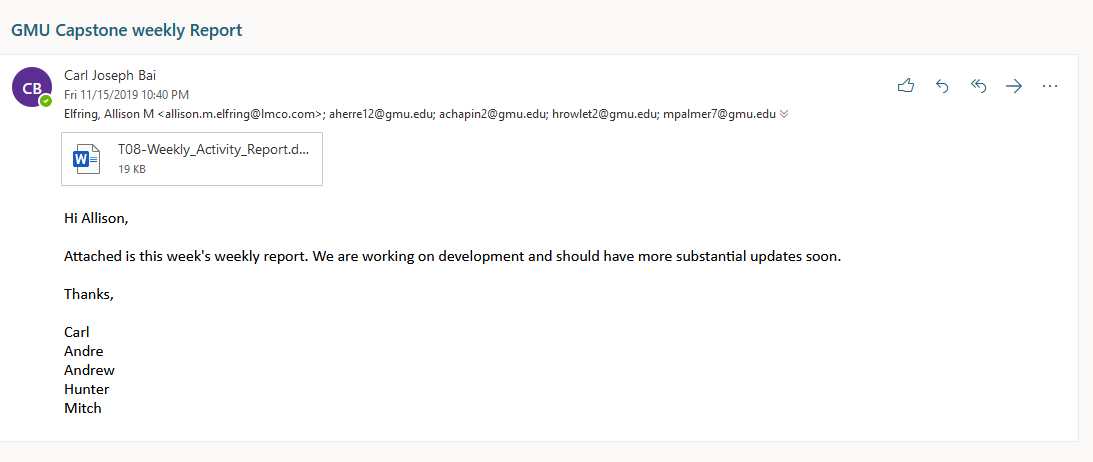 GMU Capstone weekly Report
CB
Carl Joseph Bai
Fri 11/15/2019 10:40 PM
Elfring, Allison M <allison.m.elfring@lmco.com>; aherre12@gmu.edu; achapin2@gmu.edu; hrowlet2@gmu.edu; mpalmer7@gmu.edu
W
T08-Weekly_Activity_Report.d...
19 KB
Hi Allison,
Attached is this week's weekly report. We are working on development and should have more substantial updates soon.
Thanks,
Carl
Andre
Andrew
Hunter
Mitch